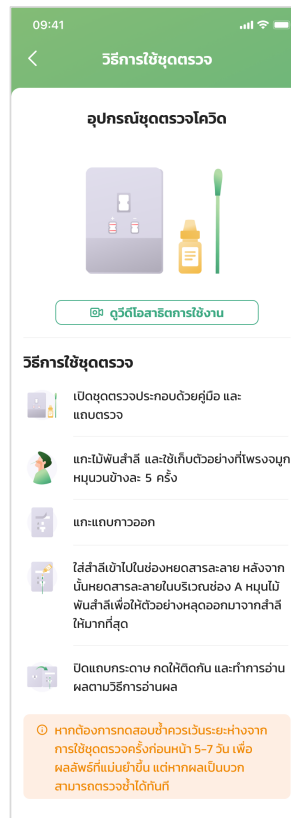 09:41
วิธีการใช้ชุดตรวจ
อุปกรณ์ชุดตรวจโควิด
ดูวีดีโอสาธิตการใช้งาน
วิธีการใช้ชุดตรวจ
เปิดชุดตรวจประกอบด้วยคู่มือ และ
แถบตรวจ
แกะไม้พันสำลี และใช้เก็บตัวอย่างที่โพรงจมูก
หมุนวนข้างละ 5 ครั้ง
แกะแถบกาวออก
ใส่สำลีเข้าไปในช่องหยดสารละลาย หลังจาก
นั้นหยดสารละลายในบริเวณช่อง A หมุนไม้
พันสำลีเพื่อให้ตัวอย่างหลุดออกมาจากสำลี
ให้มากที่สุด
ปิดแถบกระดาษ กดให้ติดกัน และทำการอ่าน
ผลตามวิธีการอ่านผล
หากต้องการทดสอบซ้ำควรเว้นระยะห่างจาก
การใช้ชุดตรวจครั้งก่อนหน้า 5-7 วัน เพื่อ
ผลลัพธ์ที่แม่นยำขึ้น แต่หากผลเป็นบวก
สามารถตรวจซ้ำได้ทันที